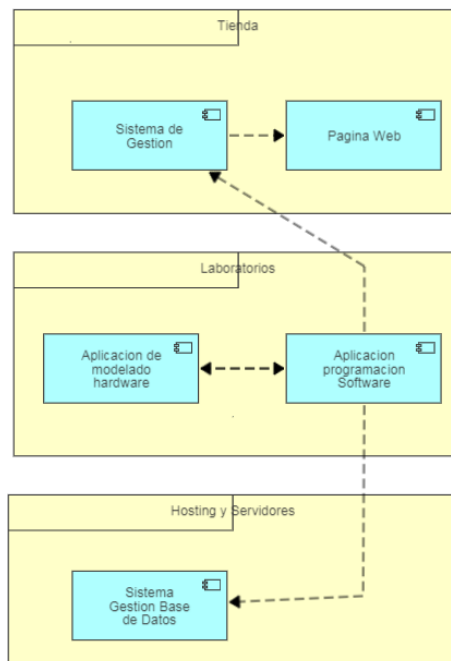 Tienda
Sistema de
Gestion
Pagina Web
Laboratorios
Aplicacion de
modelado
hardware
Aplicacion
programacion
Software
Hosting y Servidores
Sistema
Gestion Base
de Datos